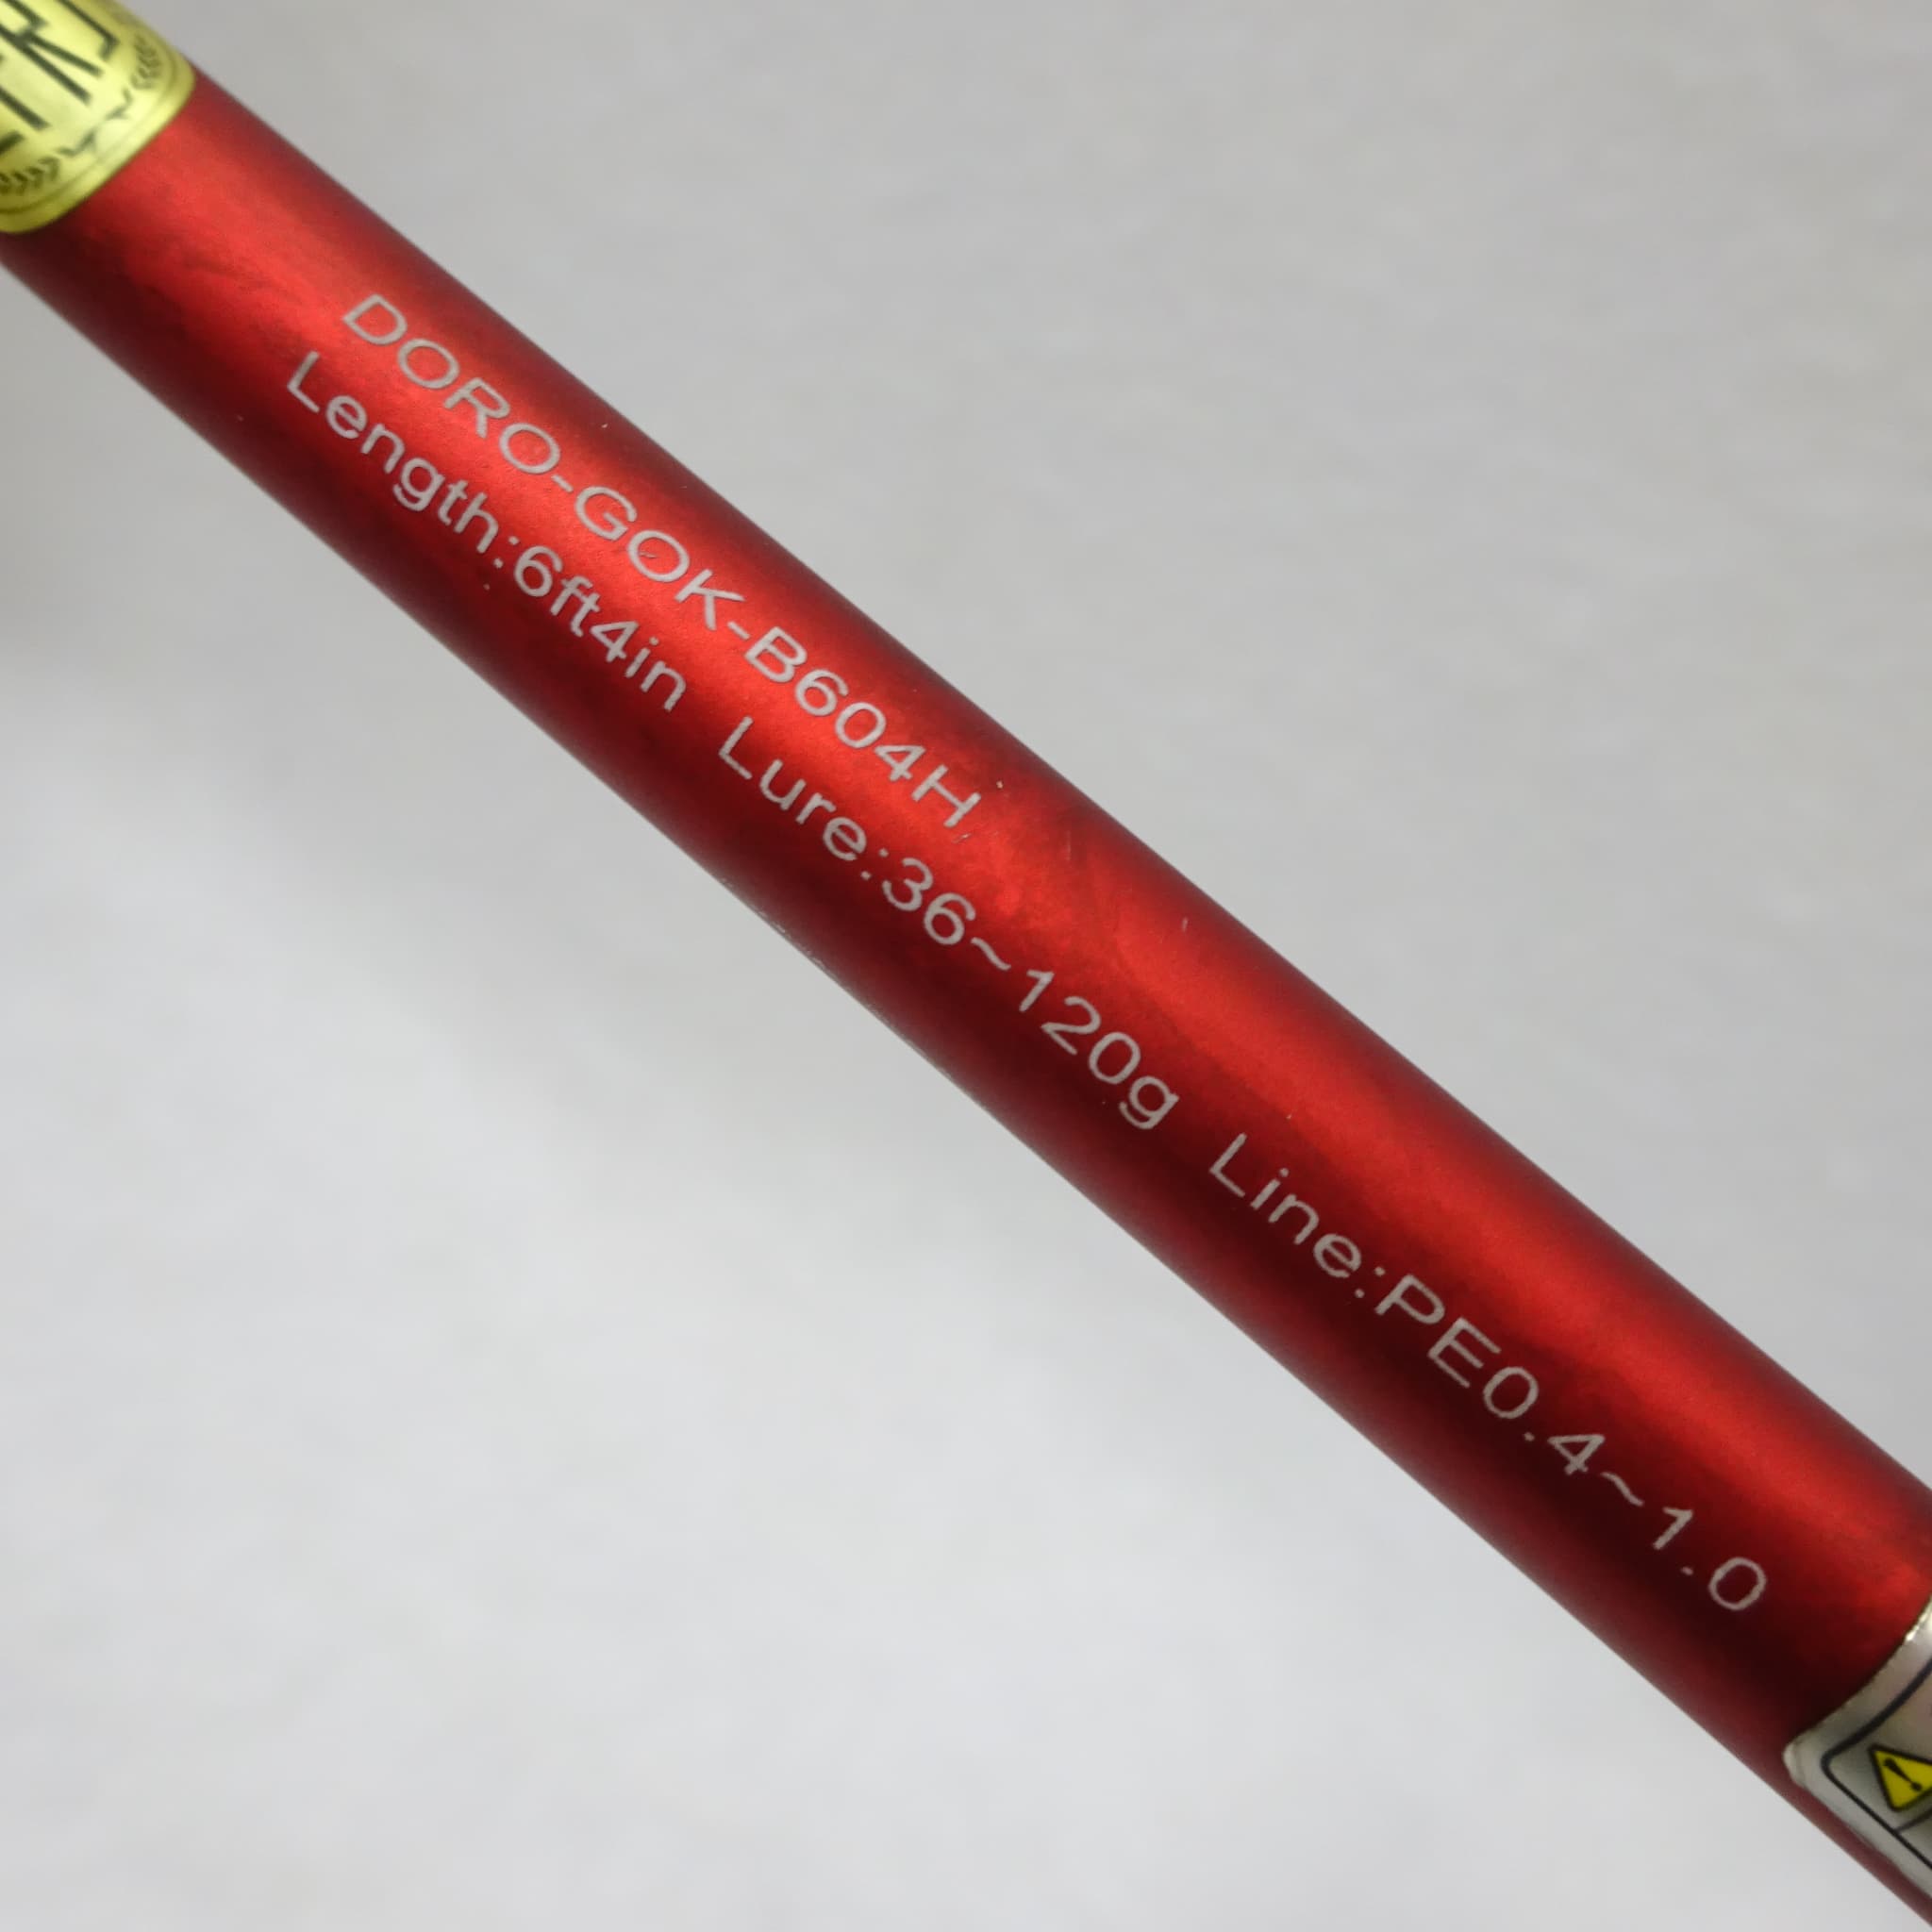 DORO-GOK-B604H
Length:6ft4in Lure:36~120g Line:PE0.4~1.0